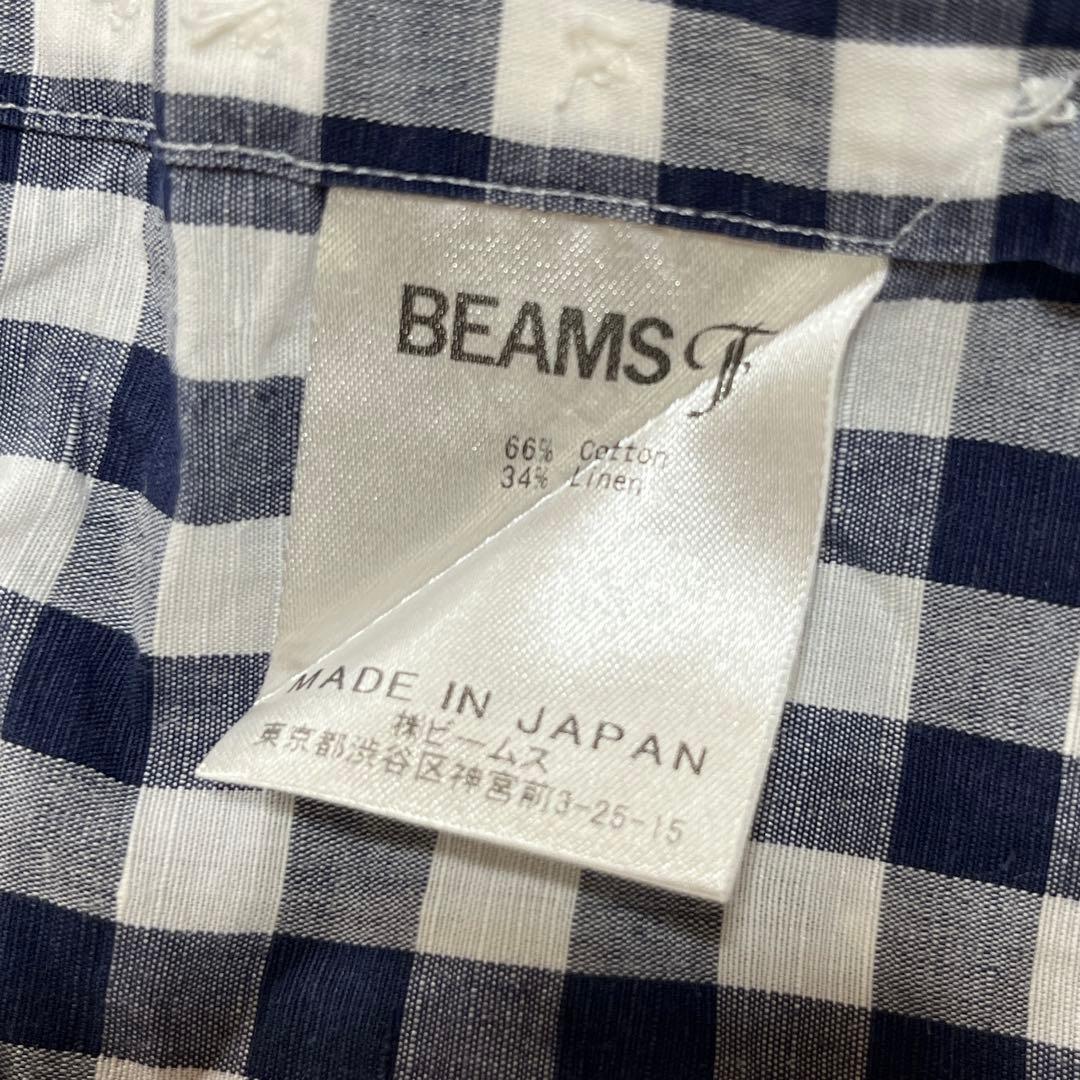 BEAMS F
66% Cotton
34% Linen
MADE IN JAPAN
㈱ビームス
東京都渋谷区神宮前3-25-15